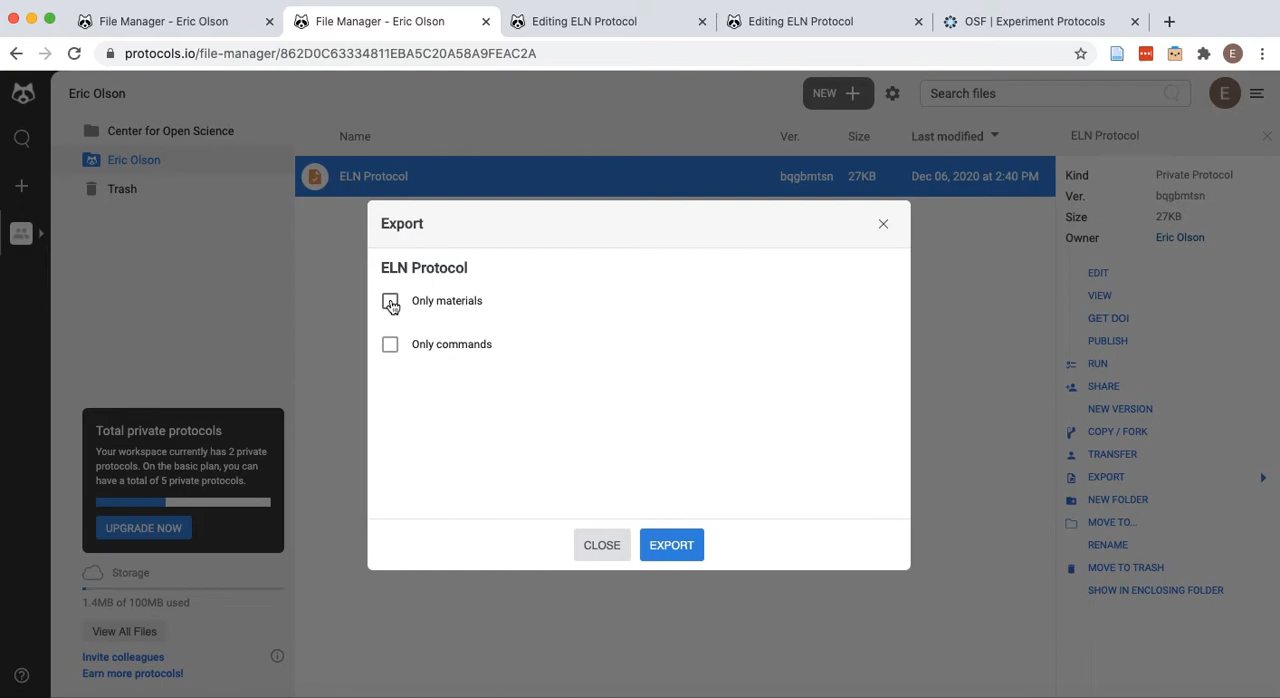 File Manager - Eric Olson
File Manager - Eric Olson
Editing ELN Protocol
Editing ELN Protocol
OSF | Experiment Protocols
protocols.io/file-manager/862D0C63334811EBA5C20A58A9FEAC2A
E
Eric Olson
NEW
Search files
E
Center for Open Science
Eric Olson
Trash
Name
Ver.
Size
Last modified
ELN Protocol
bqgbmtsn
27KB
Dec 06, 2020 at 2:40 PM
ELN Protocol
Kind
Private Protocol
Ver.
bqgbmtsn
Size
27KB
Owner
Eric Olson
EDIT
VIEW
GET DOI
PUBLISH
RUN
SHARE
NEW VERSION
COPY / FORK
TRANSFER
EXPORT
NEW FOLDER
MOVE TO...
RENAME
MOVE TO TRASH
SHOW IN ENCLOSING FOLDER
Export
ELN Protocol
Only materials
Only commands
CLOSE
EXPORT
Total private protocols
Your workspace currently has 2 private
protocols. On the basic plan, you can
have a total of 5 private protocols.
UPGRADE NOW
Storage
1.4MB of 100MB used
View All Files
Invite colleagues
Earn more protocols!